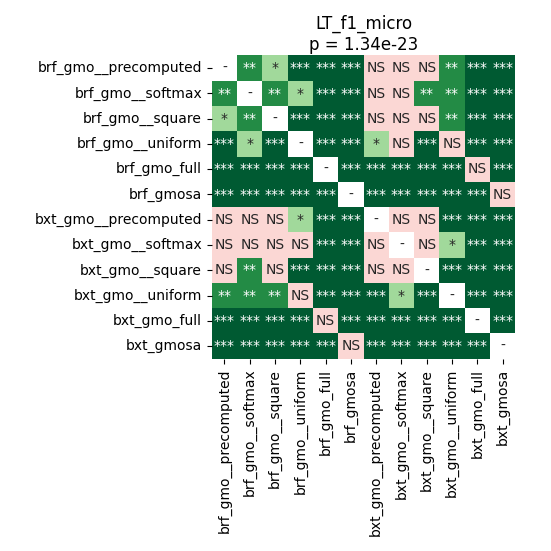 LT_f1_micro
p = 1.34e-23
brf_gmo__precomputed - ** * *** *** *** NS NS NS ** *** ***
brf_gmo__softmax ** - ** * *** *** NS NS ** ** *** ***
brf_gmo__square * ** - *** *** *** NS NS NS ** *** ***
brf_gmo__uniform *** * *** - *** *** * NS *** NS *** ***
brf_gmo_full *** *** *** *** - *** *** *** *** *** NS ***
brf_gmosa *** *** *** *** *** - *** *** *** *** *** NS
bxt_gmo__precomputed NS NS NS * *** *** - NS NS *** *** ***
bxt_gmo__softmax NS NS NS NS *** *** NS - NS * *** ***
bxt_gmo__square NS ** NS *** *** *** NS NS - *** *** ***
bxt_gmo__uniform ** ** ** NS *** *** *** * *** - *** ***
bxt_gmo_full *** *** *** *** NS *** *** *** *** *** - ***
bxt_gmosa *** *** *** *** *** NS *** *** *** *** *** -
brf_gmo__precomputed
brf_gmo__softmax
brf_gmo__square
brf_gmo__uniform
brf_gmo_full
brf_gmosa
bxt_gmo__precomputed
bxt_gmo__softmax
bxt_gmo__square
bxt_gmo__uniform
bxt_gmo_full
bxt_gmosa